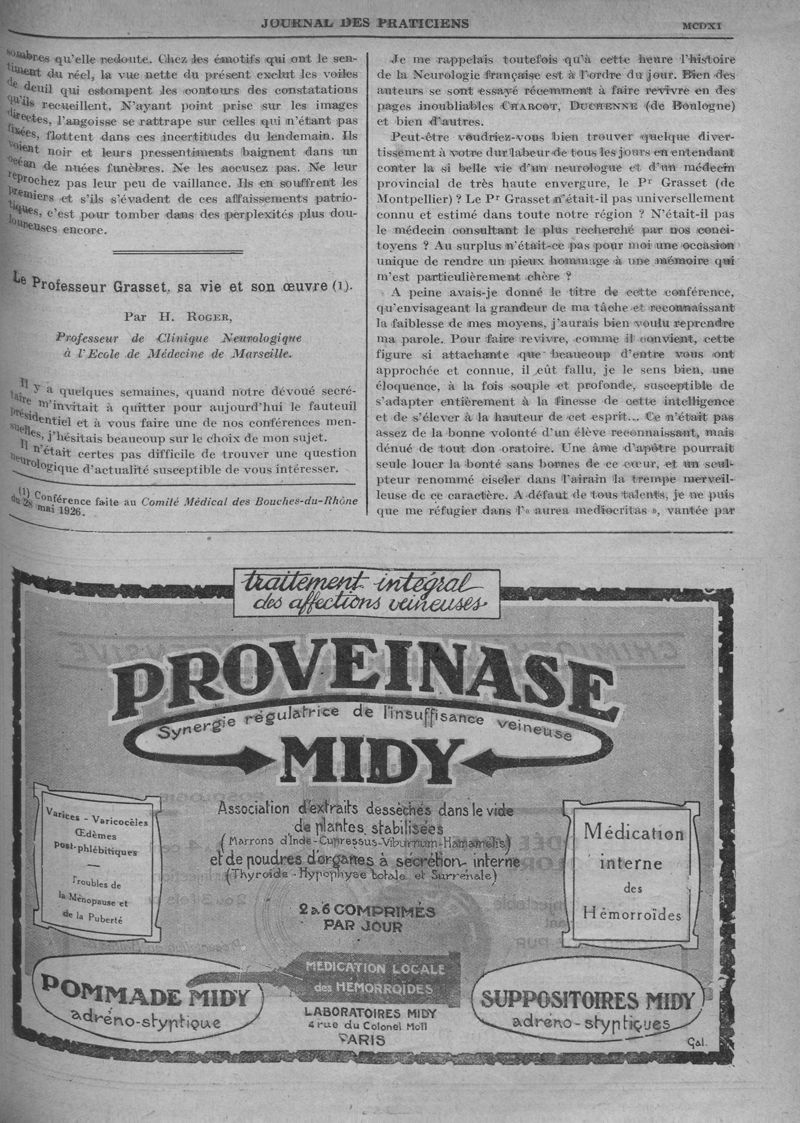 JOURNAL DES PRATICIENS
MCDXI
sombres qu'elle redoute. Chez les émotifs qui ont le sen-
timent du réel, la vue nette du présent exclut les voiles
de deuil qui estompent les contours des constatations
qu'ils recueillent. N'ayant point prise sur les images
directes, l'angoisse se rattrape sur celles qui n'étant pas
fixées, flottent dans ces incertitudes du lendemain. Ils
voient noir et leurs pressentiments baignent dans un
océan de nuées funèbres. Ne les accusez pas. Ne leur
reprochez pas leur peu de vaillance. Ils en souffrent les
premiers et s'ils s'évadent de ces affaissements patrio-
tiques, c'est pour tomber dans des perplexités plus dou-
loureuses encore.
Le Professeur Grasset, sa vie et son œuvre (1).
Par H. ROGER,
Professeur de Clinique Neurologique
à l'Ecole de Médecine de Marseille.
Il y a quelques semaines, quand notre dévoué secré-
taire m'invitait à quitter pour aujourd'hui le fauteuil
présidentiel et à vous faire une de nos conférences men-
suelles, j'hésitais beaucoup sur le choix de mon sujet.
Il n'était certes pas difficile de trouver une question
neurologique d'actualité susceptible de vous intéresser.
(1) Conférence faite au Comité Médical des Bouches-du-Rhône
du 28 mai 1926.
Je me rappelais toutefois qu'à cette heure l'histoire
de la Neurologie française est à l'ordre du jour. Bien des
auteurs se sont essayé récemment à faire revivre en des
pages inoubliables CHARCOT, DUCHENNE (de Boulogne)
et bien d'autres.
Peut-être voudriez-vous bien trouver quelque diver-
tissement à votre dur labeur de tous les jours en entendant
conter la si belle vie d'un neurologue et d'un médecin
provincial de très haute envergure, le Pr Grasset (de
Montpellier) ? Le Pr Grasset n'était-il pas universellement
connu et estimé dans toute notre région ? N'était-il pas
le médecin consultant le plus recherché par nos conci-
toyens ? Au surplus n'était-ce pas pour moi une occasion
unique de rendre un pieux hommage à une mémoire qui
m'est particulièrement chère ?
A peine avais-je donné le titre de cette conférence,
qu'envisageant la grandeur de ma tâche et reconnaissant
la faiblesse de mes moyens, j'aurais bien voulu reprendre
ma parole. Pour faire revivre, comme il convient, cette
figure si attachante que beaucoup d'entre vous ont
approchée et connue, il eût fallu, je le sens bien, une
éloquence, à la fois souple et profonde, susceptible de
s'adapter entièrement à la finesse de cette intelligence
et de s'élever à la hauteur de cet esprit... Ce n'était pas
assez de la bonne volonté d'un élève reconnaissant, mais
dénué de tout don oratoire. Une âme d'apôtre pourrait
seule louer la bonté sans bornes de ce cœur, et un scul-
pteur renommé ciseler dans l'airain la trempe merveil-
leuse de ce caractère. A défaut de tous talents, je ne puis
que me réfugier dans l'« aurea mediocritas », vantée par
traitement intégral
des affections veineuses
PROVEINASE
Synergie régulatrice de l'insuffisance veineuse
MIDY
Varices - Varicocèles
Œdèmes
post-phlébitiques
Troubles de
la Ménopause et
de la Puberté
Association d'extraits desséchés dans le vide
de plantes stabilisées
(Marrons d'Inde-Cupressus-Viburnum-Hamamelis)
et de poudres d'organes à sécrétion interne
(Thyroïde - Hypophyse totale et Surrénale)
2 à 6 COMPRIMÉS
PAR JOUR
Médication
interne
des
Hémorroïdes
POMMADE MIDY
adréno-styptique
MÉDICATION LOCALE
des HÉMORROÏDES
LABORATOIRES MIDY
4 rue du Colonel Moll
PARIS
SUPPOSITOIRES MIDY
adréno-styptiques
Gal.